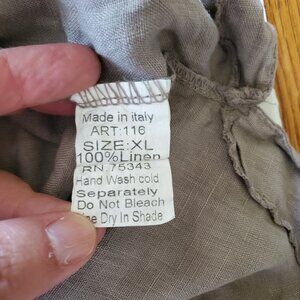 Made in italy
ART:116
SIZE:XL
100%Linen
RN.75343
Hand Wash cold
Separately
Do Not Bleach
Dry In Shade